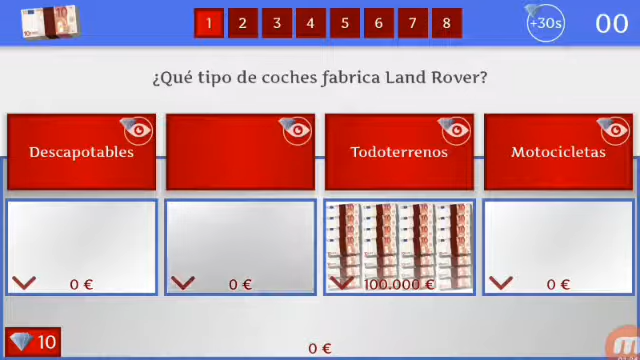 1 2 3 4 5 6 7 8
+30s
00
¿Qué tipo de coches fabrica Land Rover?
Descapotables
Todoterrenos
Motocicletas
0 €
0 €
100.000 €
0 €
10
0 €